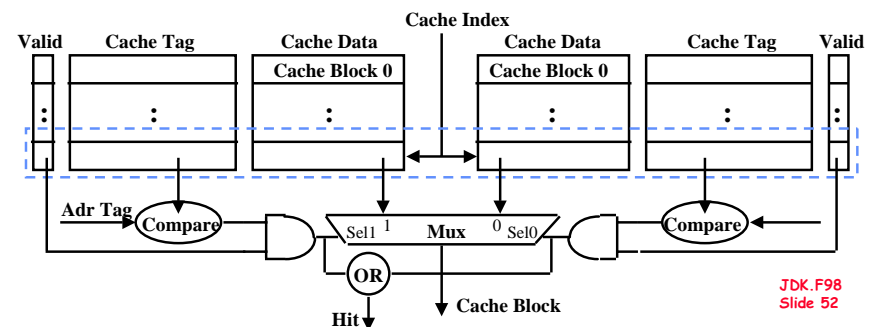 Cache Index
Valid Cache Tag Cache Data Cache Data Cache Tag Valid
Cache Block 0 Cache Block 0
: : : : : :
Adr Tag
Compare Sel1 1 Mux 0 Sel0 Compare
OR
Cache Block
Hit
JDK.F98
Slide 52